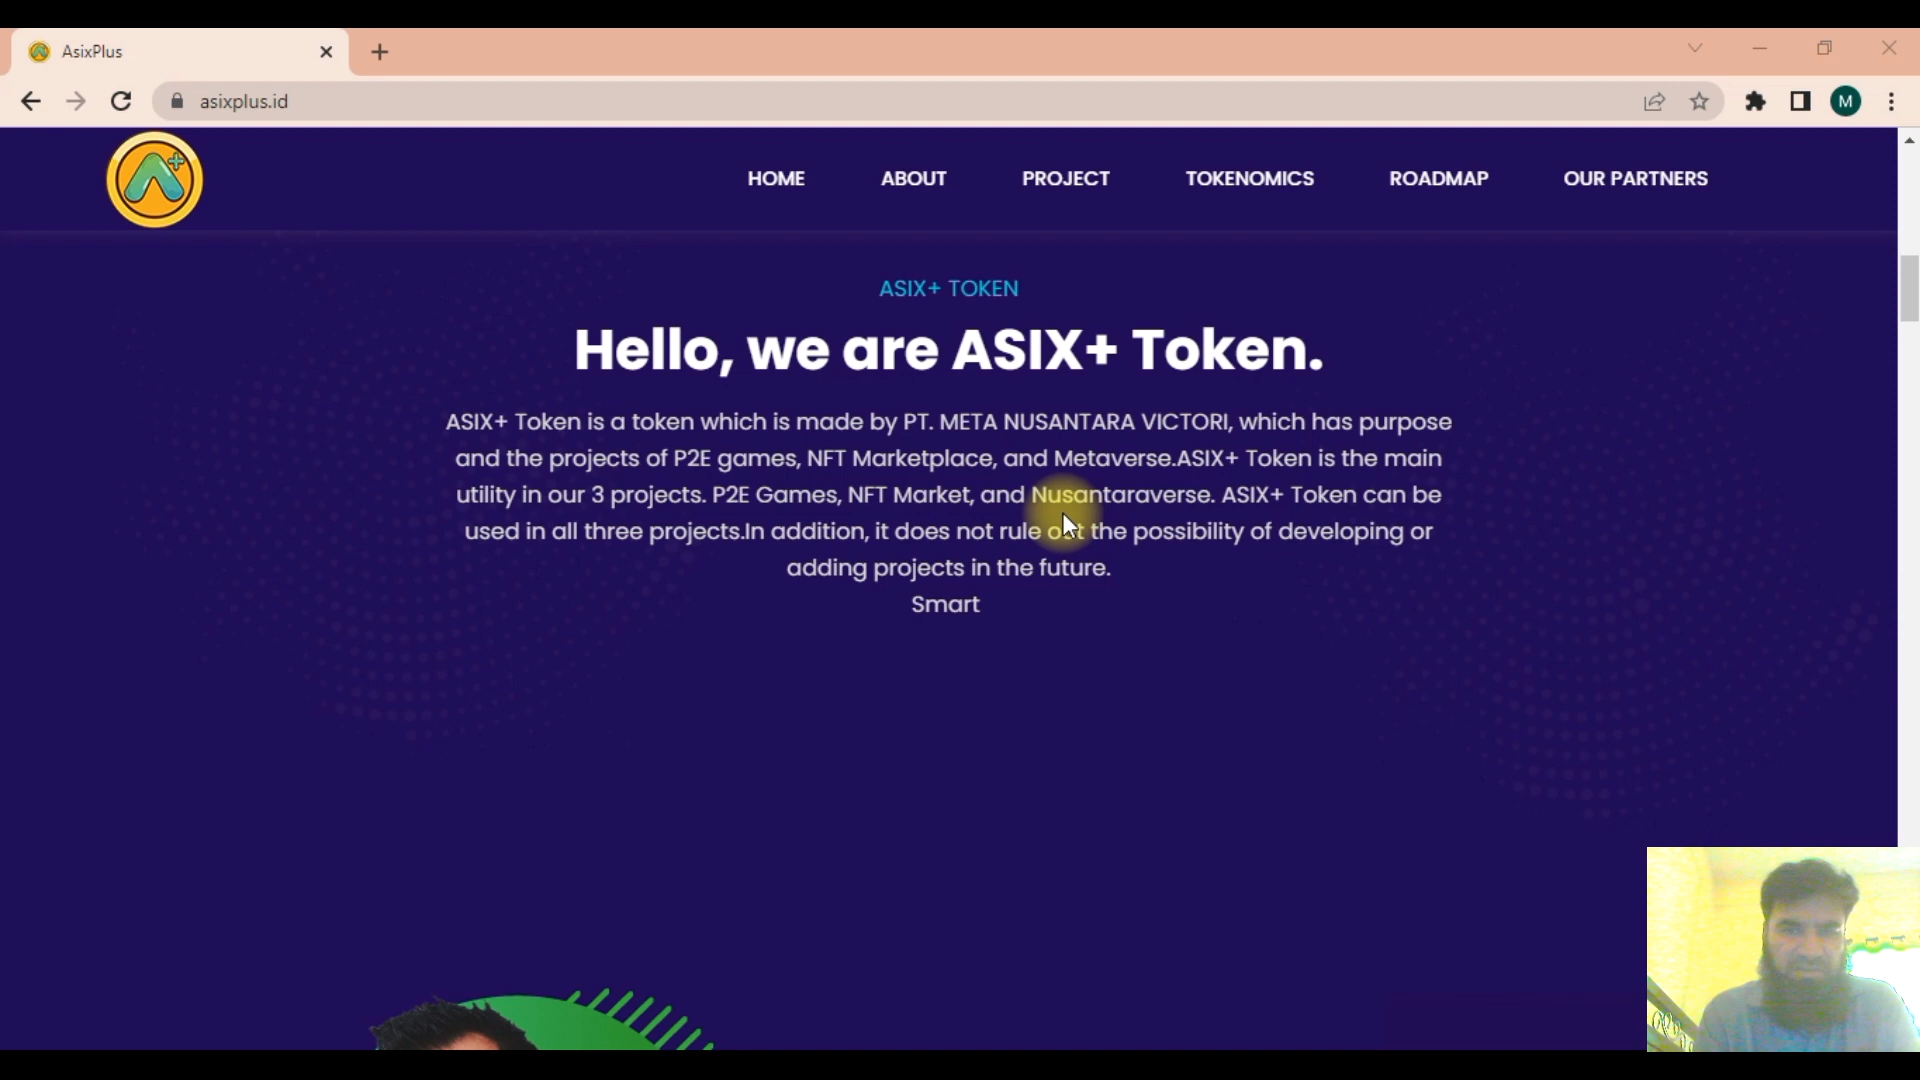 AsixPlus
asixplus.id
M
HOME ABOUT PROJECT TOKENOMICS ROADMAP OUR PARTNERS
ASIX+ TOKEN
Hello, we are ASIX+ Token.
ASIX+ Token is a token which is made by PT. META NUSANTARA VICTORI, which has purpose
and the projects of P2E games, NFT Marketplace, and Metaverse.ASIX+ Token is the main
utility in our 3 projects. P2E Games, NFT Market, and Nusantaraverse. ASIX+ Token can be
used in all three projects.In addition, it does not rule out the possibility of developing or
adding projects in the future.
Smart